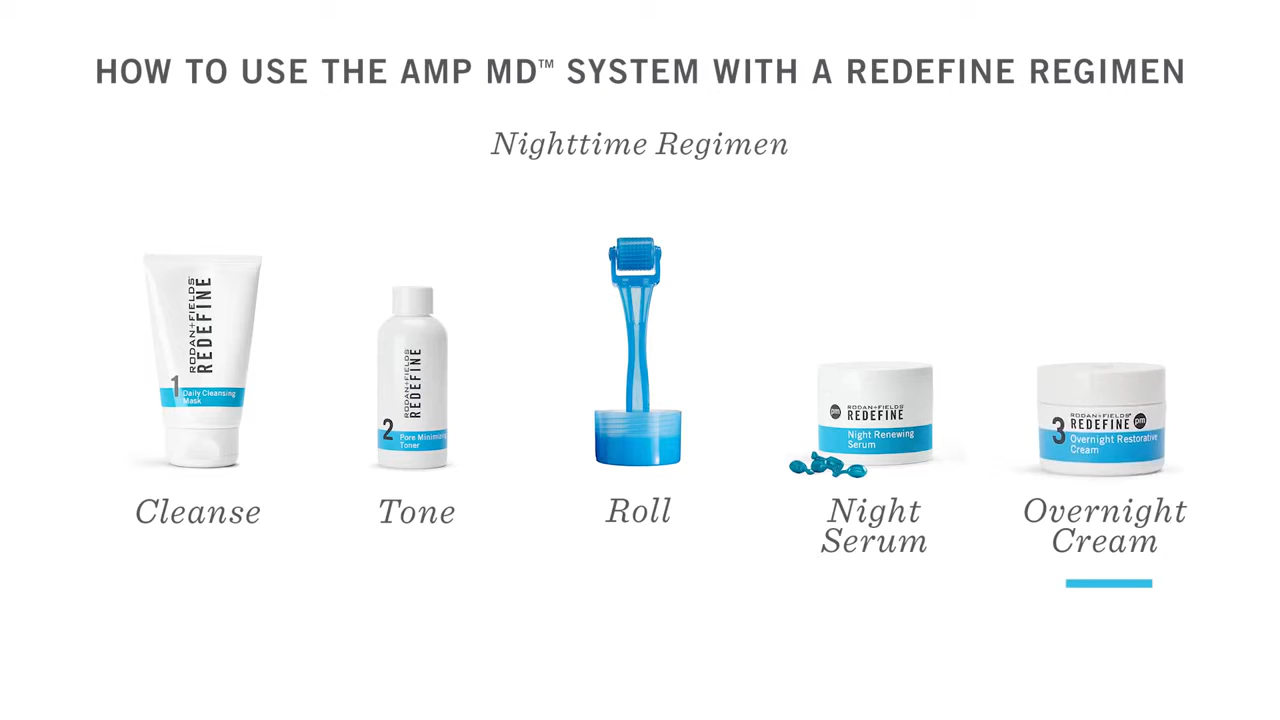 HOW TO USE THE AMP MD™ SYSTEM WITH A REDEFINE REGIMEN
Nighttime Regimen
RODAN+FIELDS
REDEFINE
1 Daily Cleansing
Mask
RODAN+FIELDS
REDEFINE
2 Pore Minimizing
Toner
pm RODAN+FIELDS
REDEFINE
Night Renewing
Serum
RODAN+FIELDS®
REDEFINE pm
3 Overnight Restorative
Cream
Cleanse
Tone
Roll
Night
Serum
Overnight
Cream